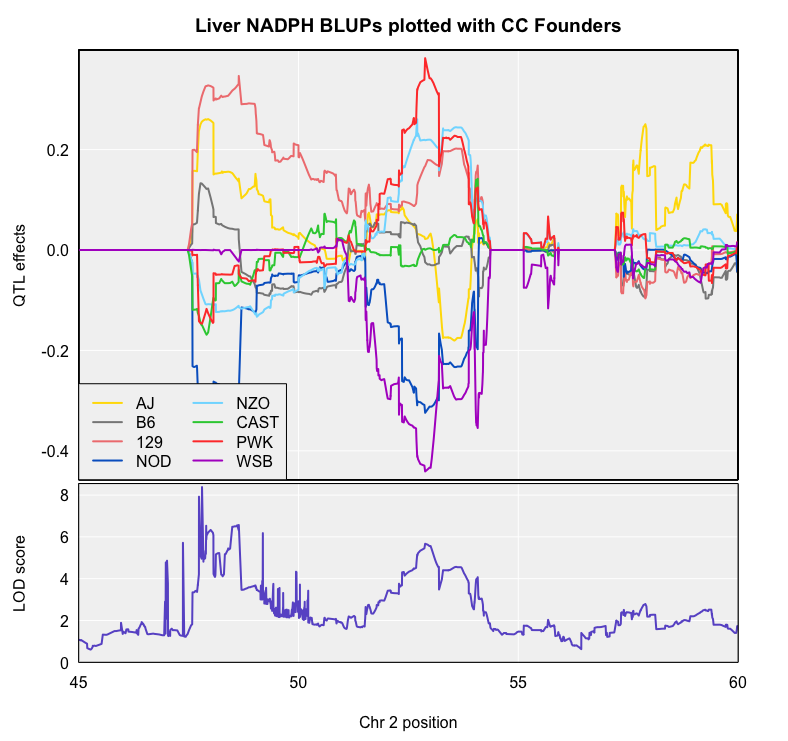 Liver NADPH BLUPs plotted with CC Founders
QTL effects
0.2
0.0
-0.2
-0.4
AJ NZO
B6 CAST
129 PWK
NOD WSB
LOD score
8
6
4
2
0
45 50 55 60
Chr 2 position